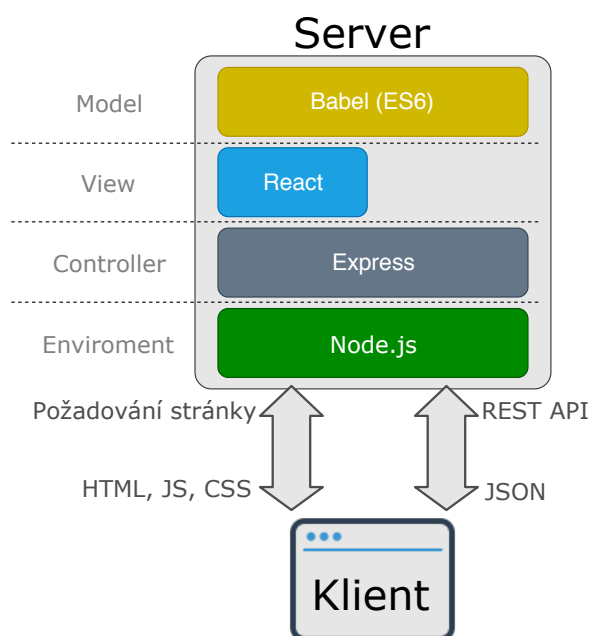 Server
Model
Babel (ES6)
View
React
Controller
Express
Enviroment
Node.js
Požadování stránky
REST API
HTML, JS, CSS
JSON
Klient